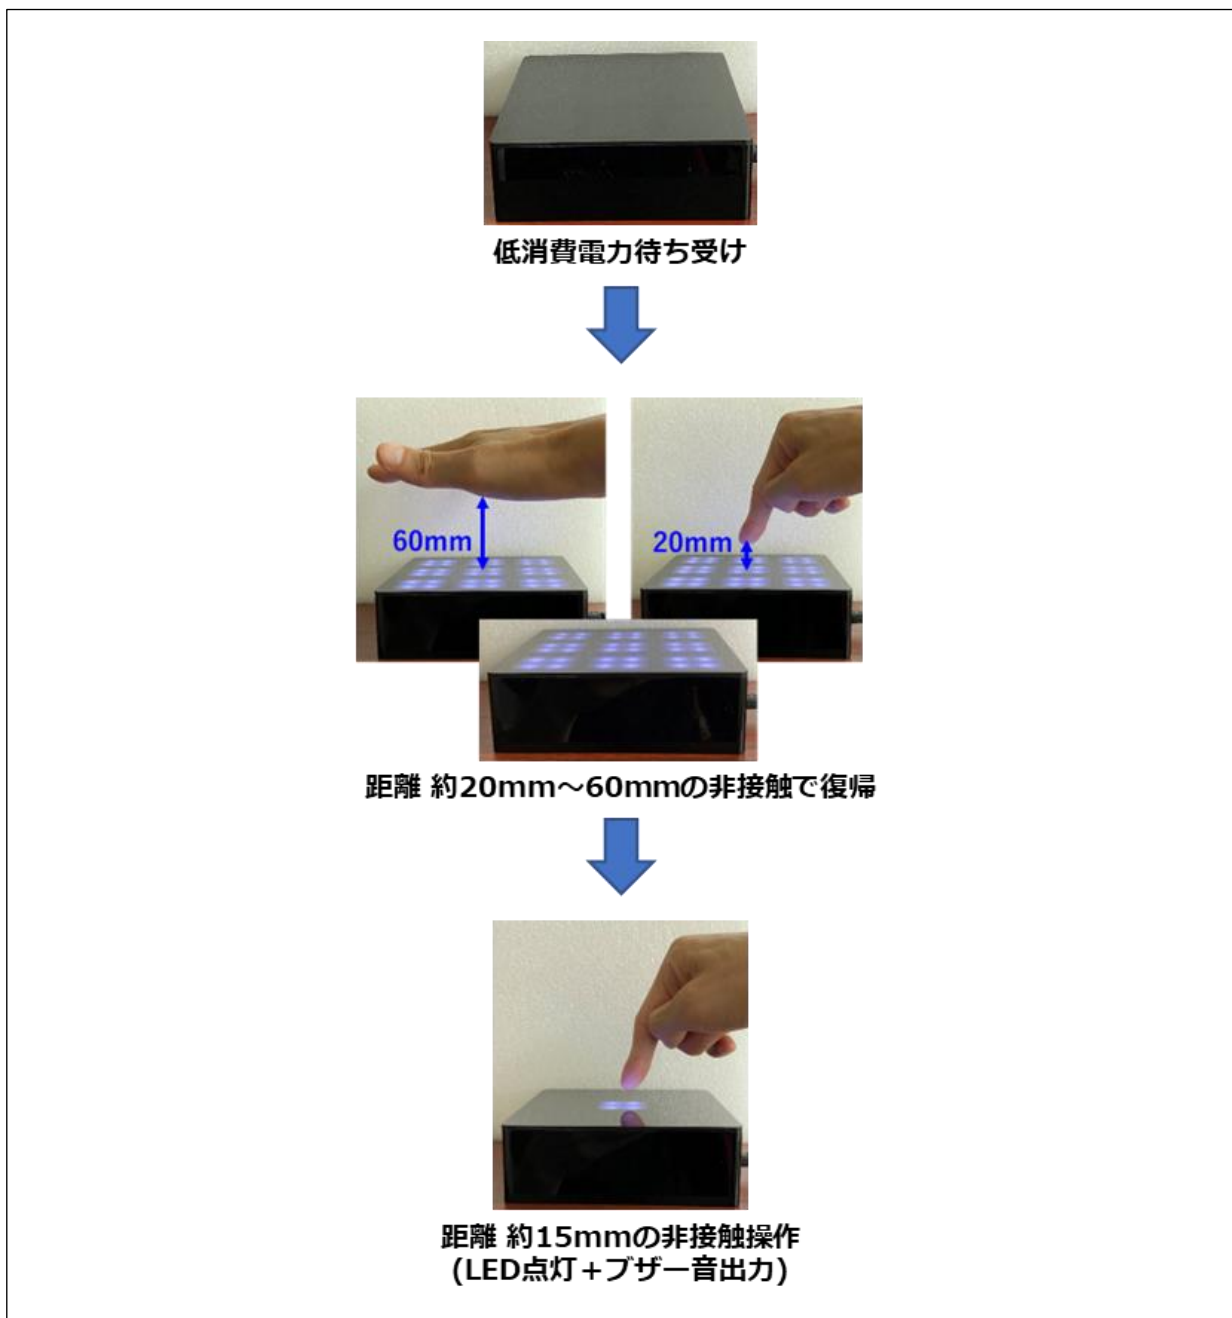 低消費電力待ち受け
60mm
20mm
距離 約20mm～60mmの非接触で復帰
距離 約15mmの非接触操作
(LED点灯＋ブザー音出力)